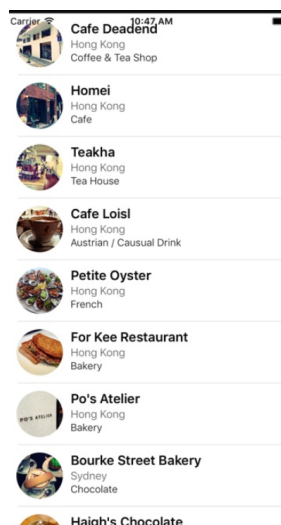 Carrier 10:47 AM
Cafe Deadend
Hong Kong
Coffee & Tea Shop
Homei
Hong Kong
Cafe
Teakha
Hong Kong
Tea House
Cafe Loisl
Hong Kong
Austrian / Causual Drink
Petite Oyster
Hong Kong
French
For Kee Restaurant
Hong Kong
Bakery
Po's Atelier
Hong Kong
Bakery
PO'S ATELIER
Bourke Street Bakery
Sydney
Chocolate
Haigh's Chocolate